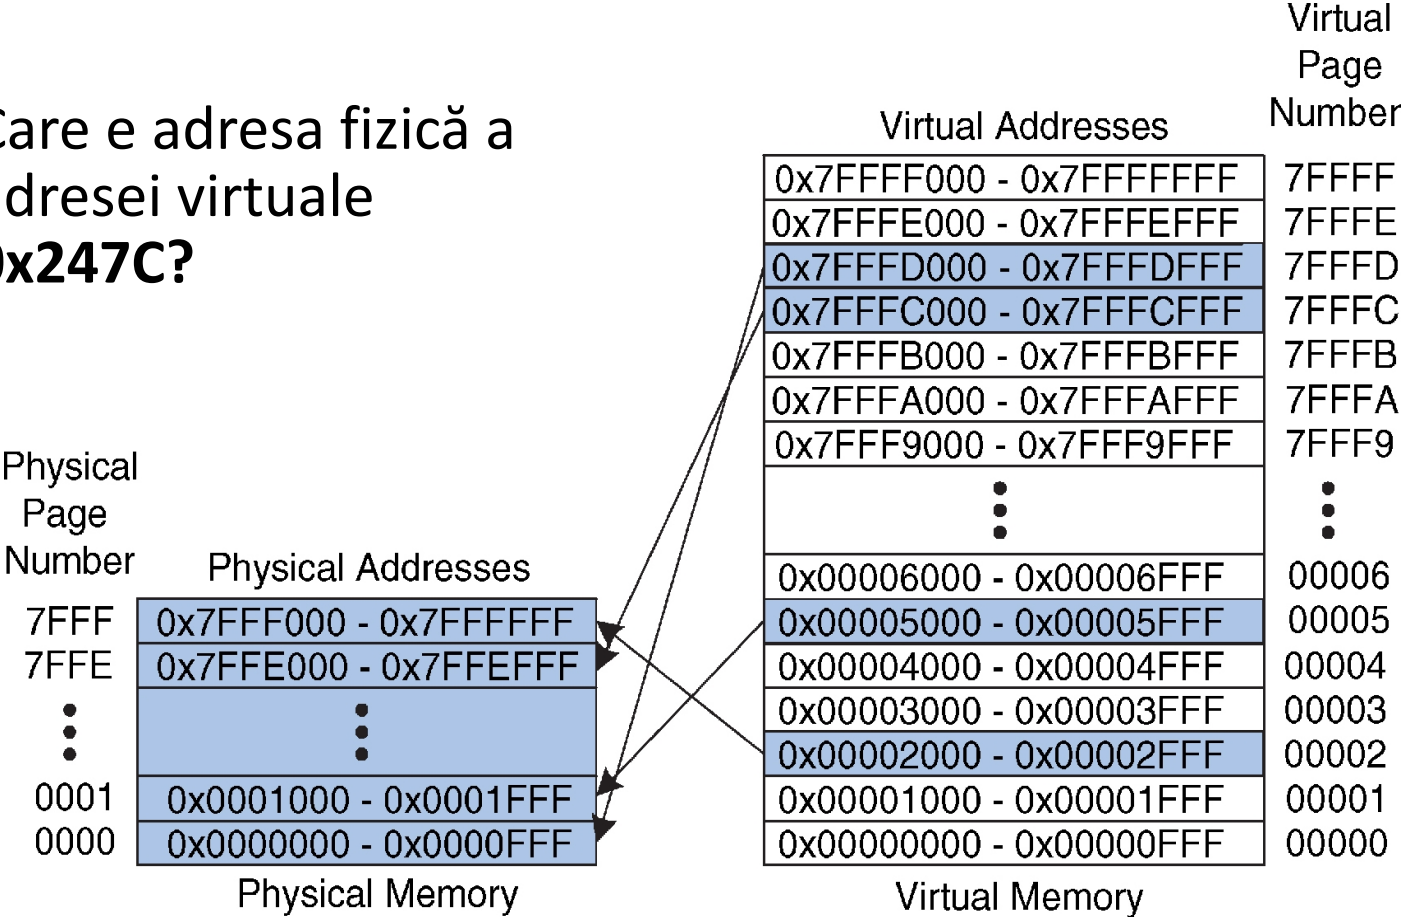 Care e adresa fizică a
dresei virtuale
0x247C?
Physical
Page
Number
Physical Addresses
7FFF 0x7FFF000 - 0x7FFFFFF
7FFE 0x7FFE000 - 0x7FFEFFF
0001 0x0001000 - 0x0001FFF
0000 0x0000000 - 0x0000FFF
Physical Memory
Virtual
Page
Number
Virtual Addresses
0x7FFFF000 - 0x7FFFFFFF 7FFFF
0x7FFFE000 - 0x7FFFEFFF 7FFFE
0x7FFFD000 - 0x7FFFDFFF 7FFFD
0x7FFFC000 - 0x7FFFCFFF 7FFFC
0x7FFFB000 - 0x7FFFBFFF 7FFFB
0x7FFFA000 - 0x7FFFAFFF 7FFFA
0x7FFF9000 - 0x7FFF9FFF 7FFF9
0x00006000 - 0x00006FFF 00006
0x00005000 - 0x00005FFF 00005
0x00004000 - 0x00004FFF 00004
0x00003000 - 0x00003FFF 00003
0x00002000 - 0x00002FFF 00002
0x00001000 - 0x00001FFF 00001
0x00000000 - 0x00000FFF 00000
Virtual Memory